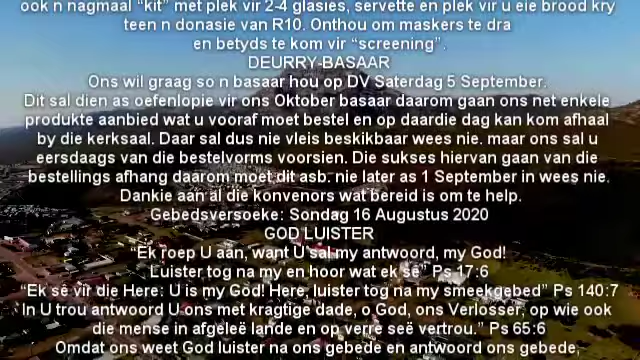 ook n nagmaal “kit” met plek vir 2-4 glasies, servette en plek vir u eie brood kry
teen n donasie van R10. Onthou om maskers te dra
en betyds te kom vir “screening”.
DEURRY-BASAAR
Ons wil graag so n basaar hou op DV Saterdag 5 September.
Dit sal dien as oefenlopie vir ons Oktober basaar daarom gaan ons net enkele
produkte aanbied wat u vooraf moet bestel en op daardie dag kan kom afhaal
by die kerksaal. Daar sal dus nie vleis beskikbaar wees nie. maar ons sal u
eersdaags van die bestelvorms voorsien. Die sukses hiervan gaan van die
bestellings afhang daarom moet dit asb. nie later as 1 September in wees nie.
Dankie aan al die konvenors wat bereid is om te help.
Gebedsversoeke: Sondag 16 Augustus 2020
GOD LUISTER
“Ek roep U aan, want U sal my antwoord, my God!
Luister tog na my en hoor wat ek sê” Ps 17:6
“Ek sê vir die Here: U is my God! Here, luister tog na my smeekgebed” Ps 140:7
In U trou antwoord U ons met kragtige dade, o God, ons Verlosser, op wie ook
die mense in afgeleë lande en op verre seë vertrou.” Ps 65:6
Omdat ons weet God luister na ons gebede en antwoord ons gebede,